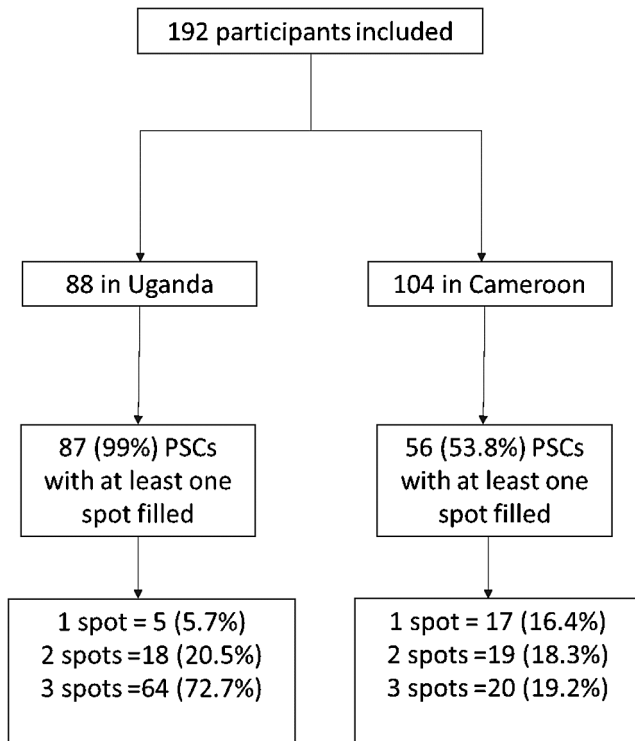 192 participants included
88 in Uganda
104 in Cameroon
87 (99%) PSCs
with at least one
spot filled
56 (53.8%) PSCs
with at least one
spot filled
1 spot = 5 (5.7%)
2 spots =18 (20.5%)
3 spots =64 (72.7%)
1 spot = 17 (16.4%)
2 spots =19 (18.3%)
3 spots=20 (19.2%)